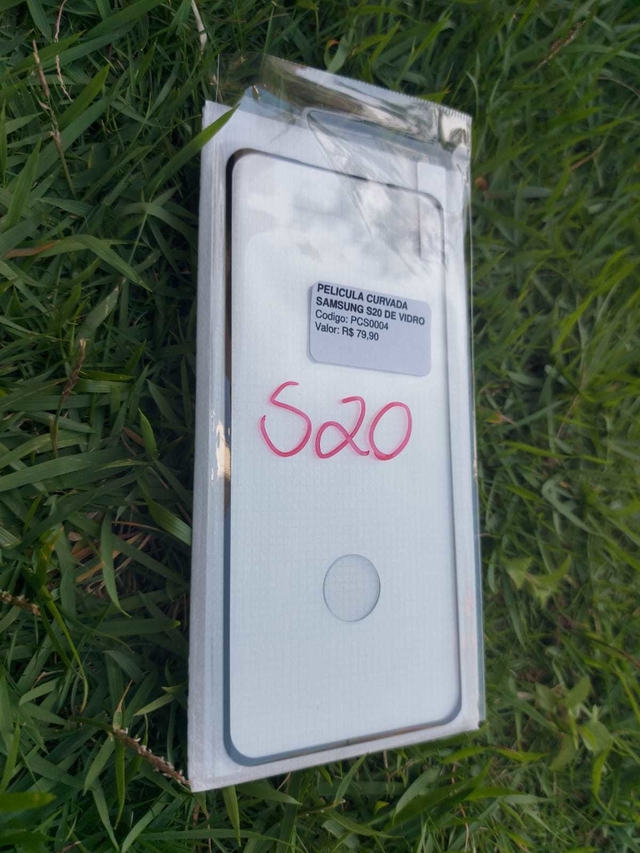 PELICULA CURVADA
SAMSUNG S20 DE VIDRO
Codigo: PCS0004
Valor: R$ 79,90
S20